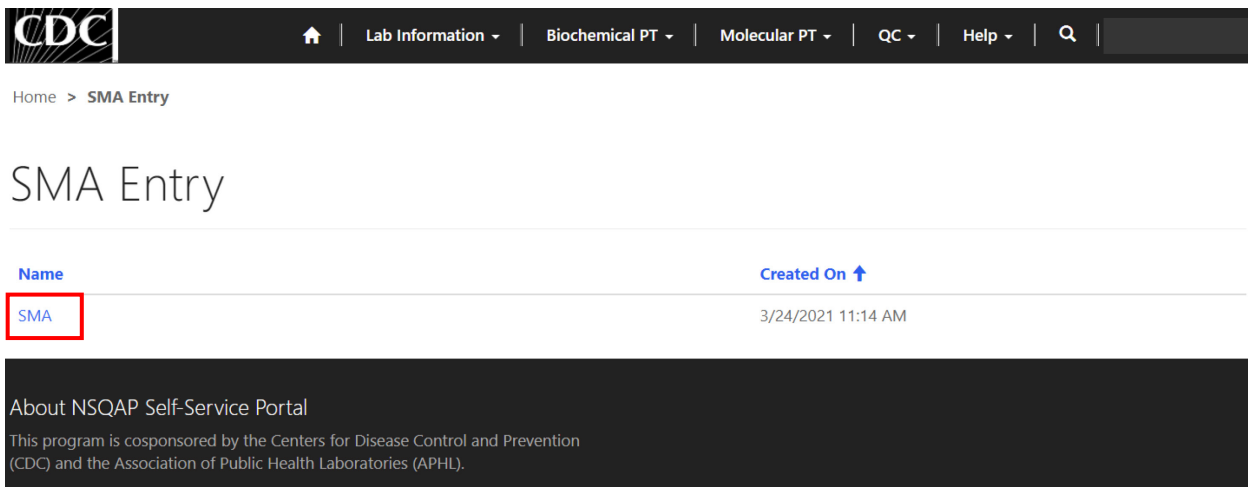 CDC
Lab Information
Biochemical PT
Molecular PT
QC
Help
Home > SMA Entry
SMA Entry
Name
Created On
SMA
3/24/2021 11:14 AM
About NSQAP Self-Service Portal
This program is cosponsored by the Centers for Disease Control and Prevention
(CDC) and the Association of Public Health Laboratories (APHL).